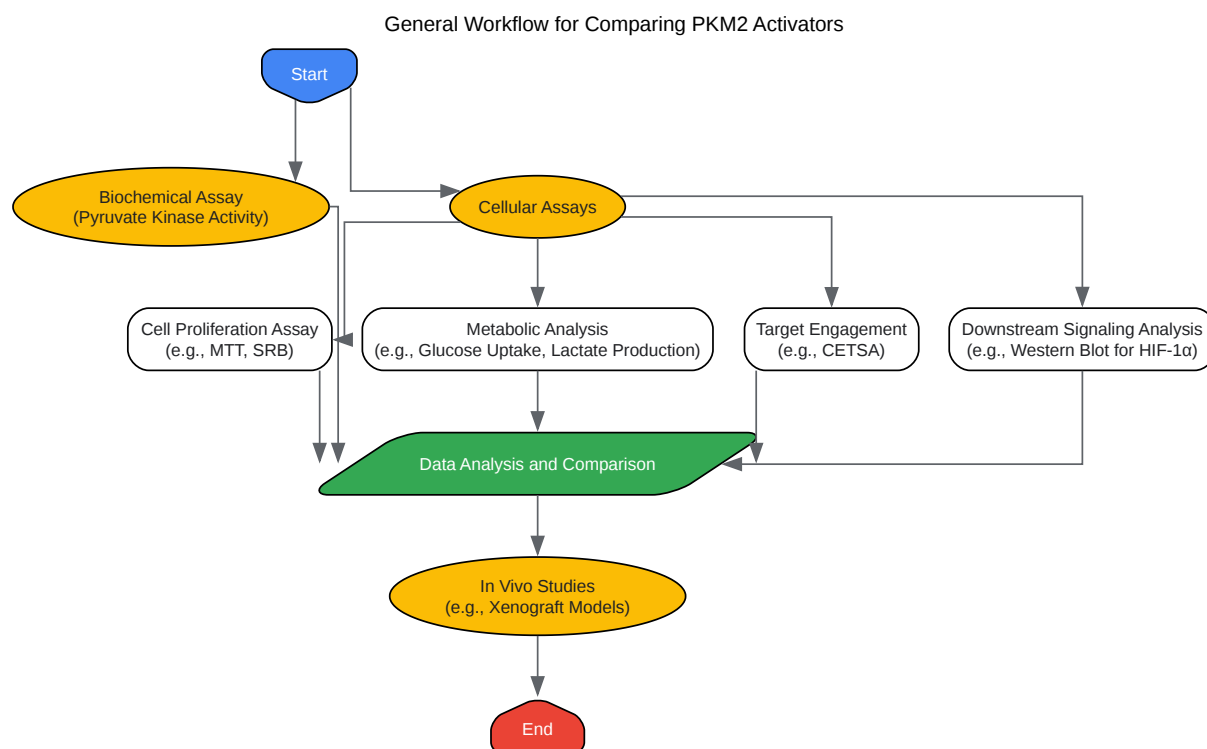 General Workflow for Comparing PKM2 Activators
Start
Biochemical Assay
(Pyruvate Kinase Activity)
Cellular Assays
Cell Proliferation Assay
(e.g., MTT, SRB)
Metabolic Analysis
(e.g., Glucose Uptake, Lactate Production)
Target Engagement
(e.g., CETSA)
Downstream Signaling Analysis
(e.g., Western Blot for HIF-1α)
Data Analysis and Comparison
In Vivo Studies
(e.g., Xenograft Models)
End